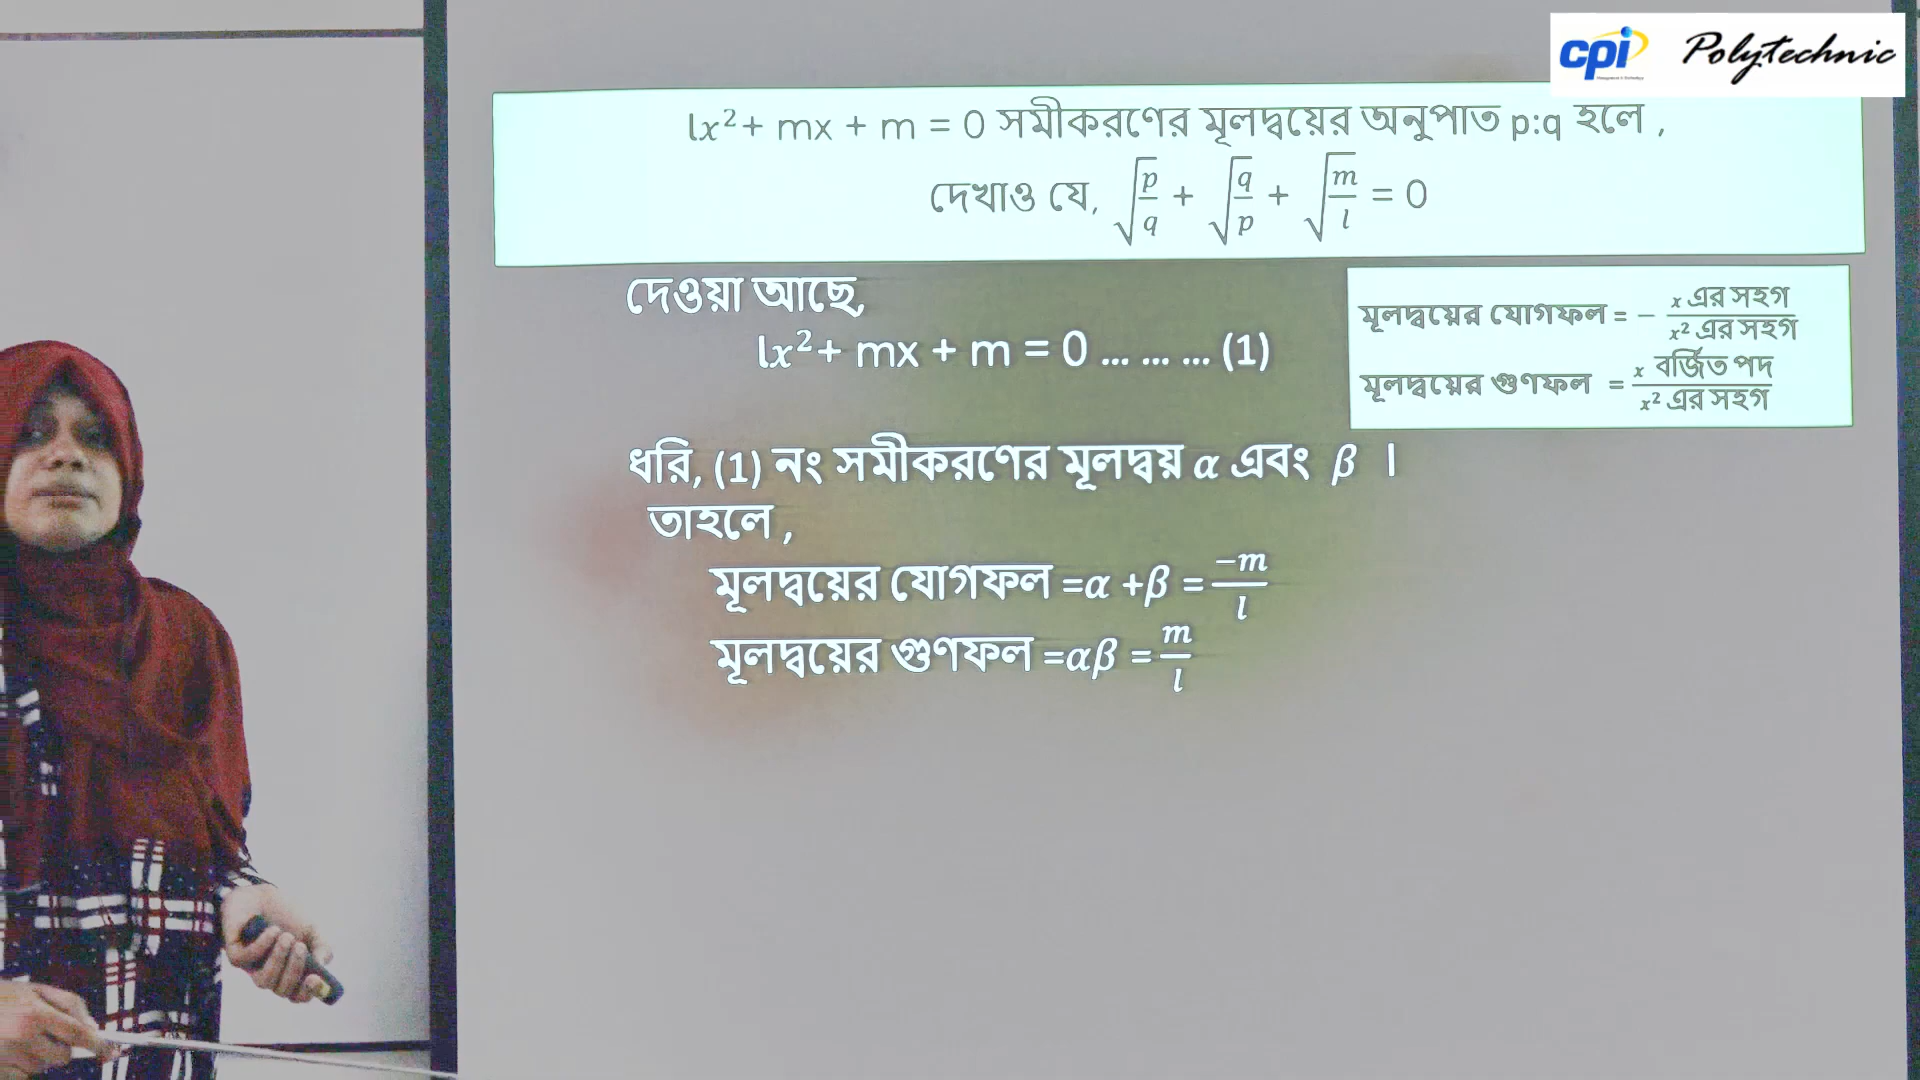 cpi Polytechnic
lx²+ mx + m = 0 সমীকরণের মূলদ্বয়ের অনুপাত p:q হলে ,
দেখাও যে, √(p/q) + √(q/p) + √(m/l) = 0
দেওয়া আছে,
lx²+ mx + m = 0 ... ... ... (1)
মূলদ্বয়ের যোগফল = − x এর সহগ / x² এর সহগ
মূলদ্বয়ের গুণফল = x বর্জিত পদ / x² এর সহগ
ধরি, (1) নং সমীকরণের মূলদ্বয় α এবং β ।
তাহলে ,
মূলদ্বয়ের যোগফল =α +β = −m/l
মূলদ্বয়ের গুণফল =αβ = m/l